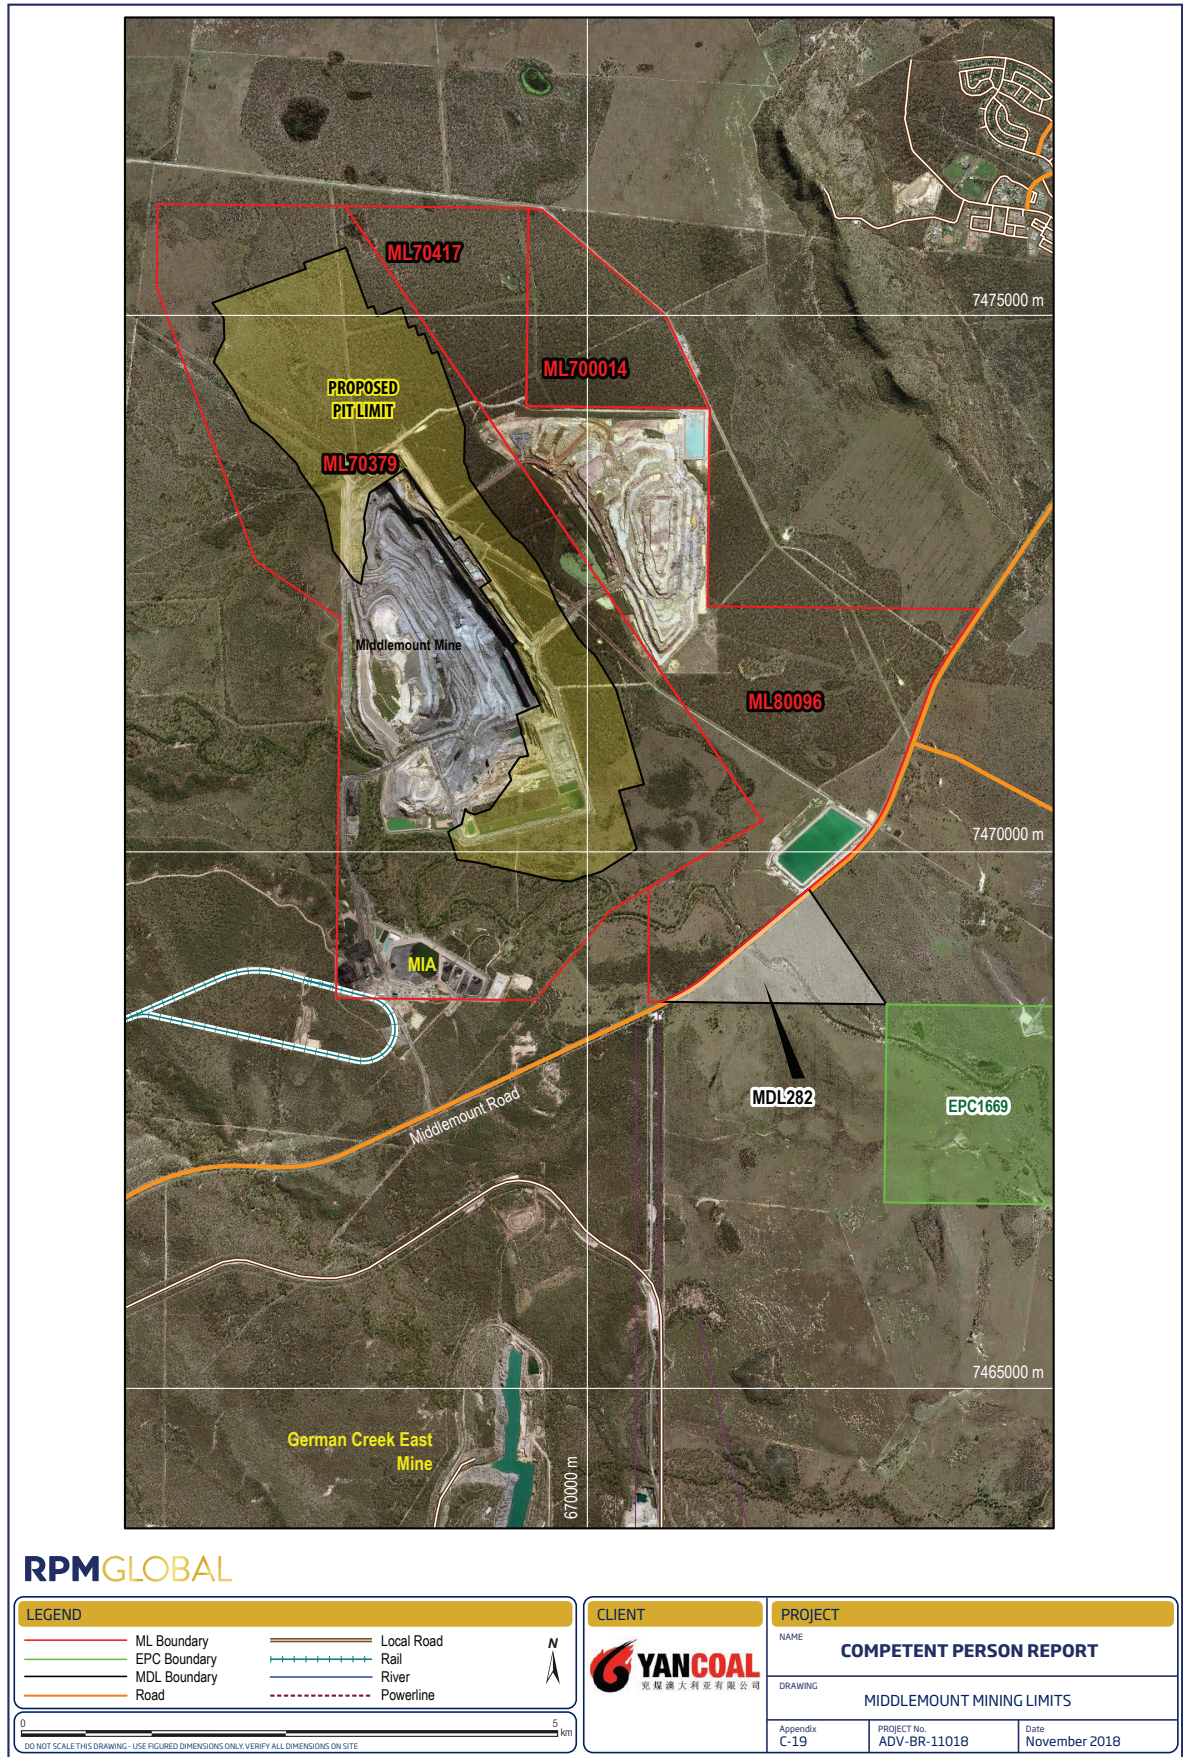 ML70417
7475000 m
ML700014
PROPOSED
PIT LIMIT
ML70379
Middlemount Mine
ML80096
7470000 m
MIA
MDL282
EPC1669
Middlemount Road
7465000 m
German Creek East
Mine
670000 m
RPMGLOBAL
LEGEND
ML Boundary
EPC Boundary
MDL Boundary
Road
Local Road
Rail
River
Powerline
N
0 5 km
DO NOT SCALE THIS DRAWING - USE FIGURED DIMENSIONS ONLY. VERIFY ALL DIMENSIONS ON SITE
CLIENT
YANCOAL
兖煤澳大利亚有限公司
PROJECT
NAME
COMPETENT PERSON REPORT
DRAWING
MIDDLEMOUNT MINING LIMITS
Appendix
C-19
PROJECT No.
ADV-BR-11018
Date
November 2018